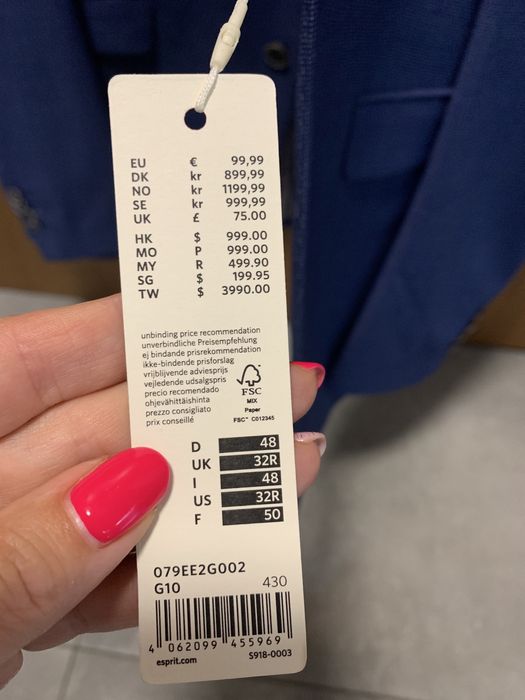 EU € 99,99
DK kr 899,99
NO kr 1199,99
SE kr 999,99
UK £ 75.00
HK $ 999.00
MO P 999.00
MY R 499.90
SG $ 199.95
TW $ 3990.00
unbinding price recommendation
unverbindliche Preisempfehlung
ej bindande prisrekommendation
ikke-bindende prisforslag
vrijblijvende adviesprijs
vejledende udsalgspris
precio recomendado
ohjevähittäishinta
prezzo consigliato
prix conseillé
FSC
MIX
Paper
FSC™ C012345
D 48
UK 32R
I 48
US 32R
F 50
079EE2G002
G10 430
4 062099 455969
esprit.com S918-0003